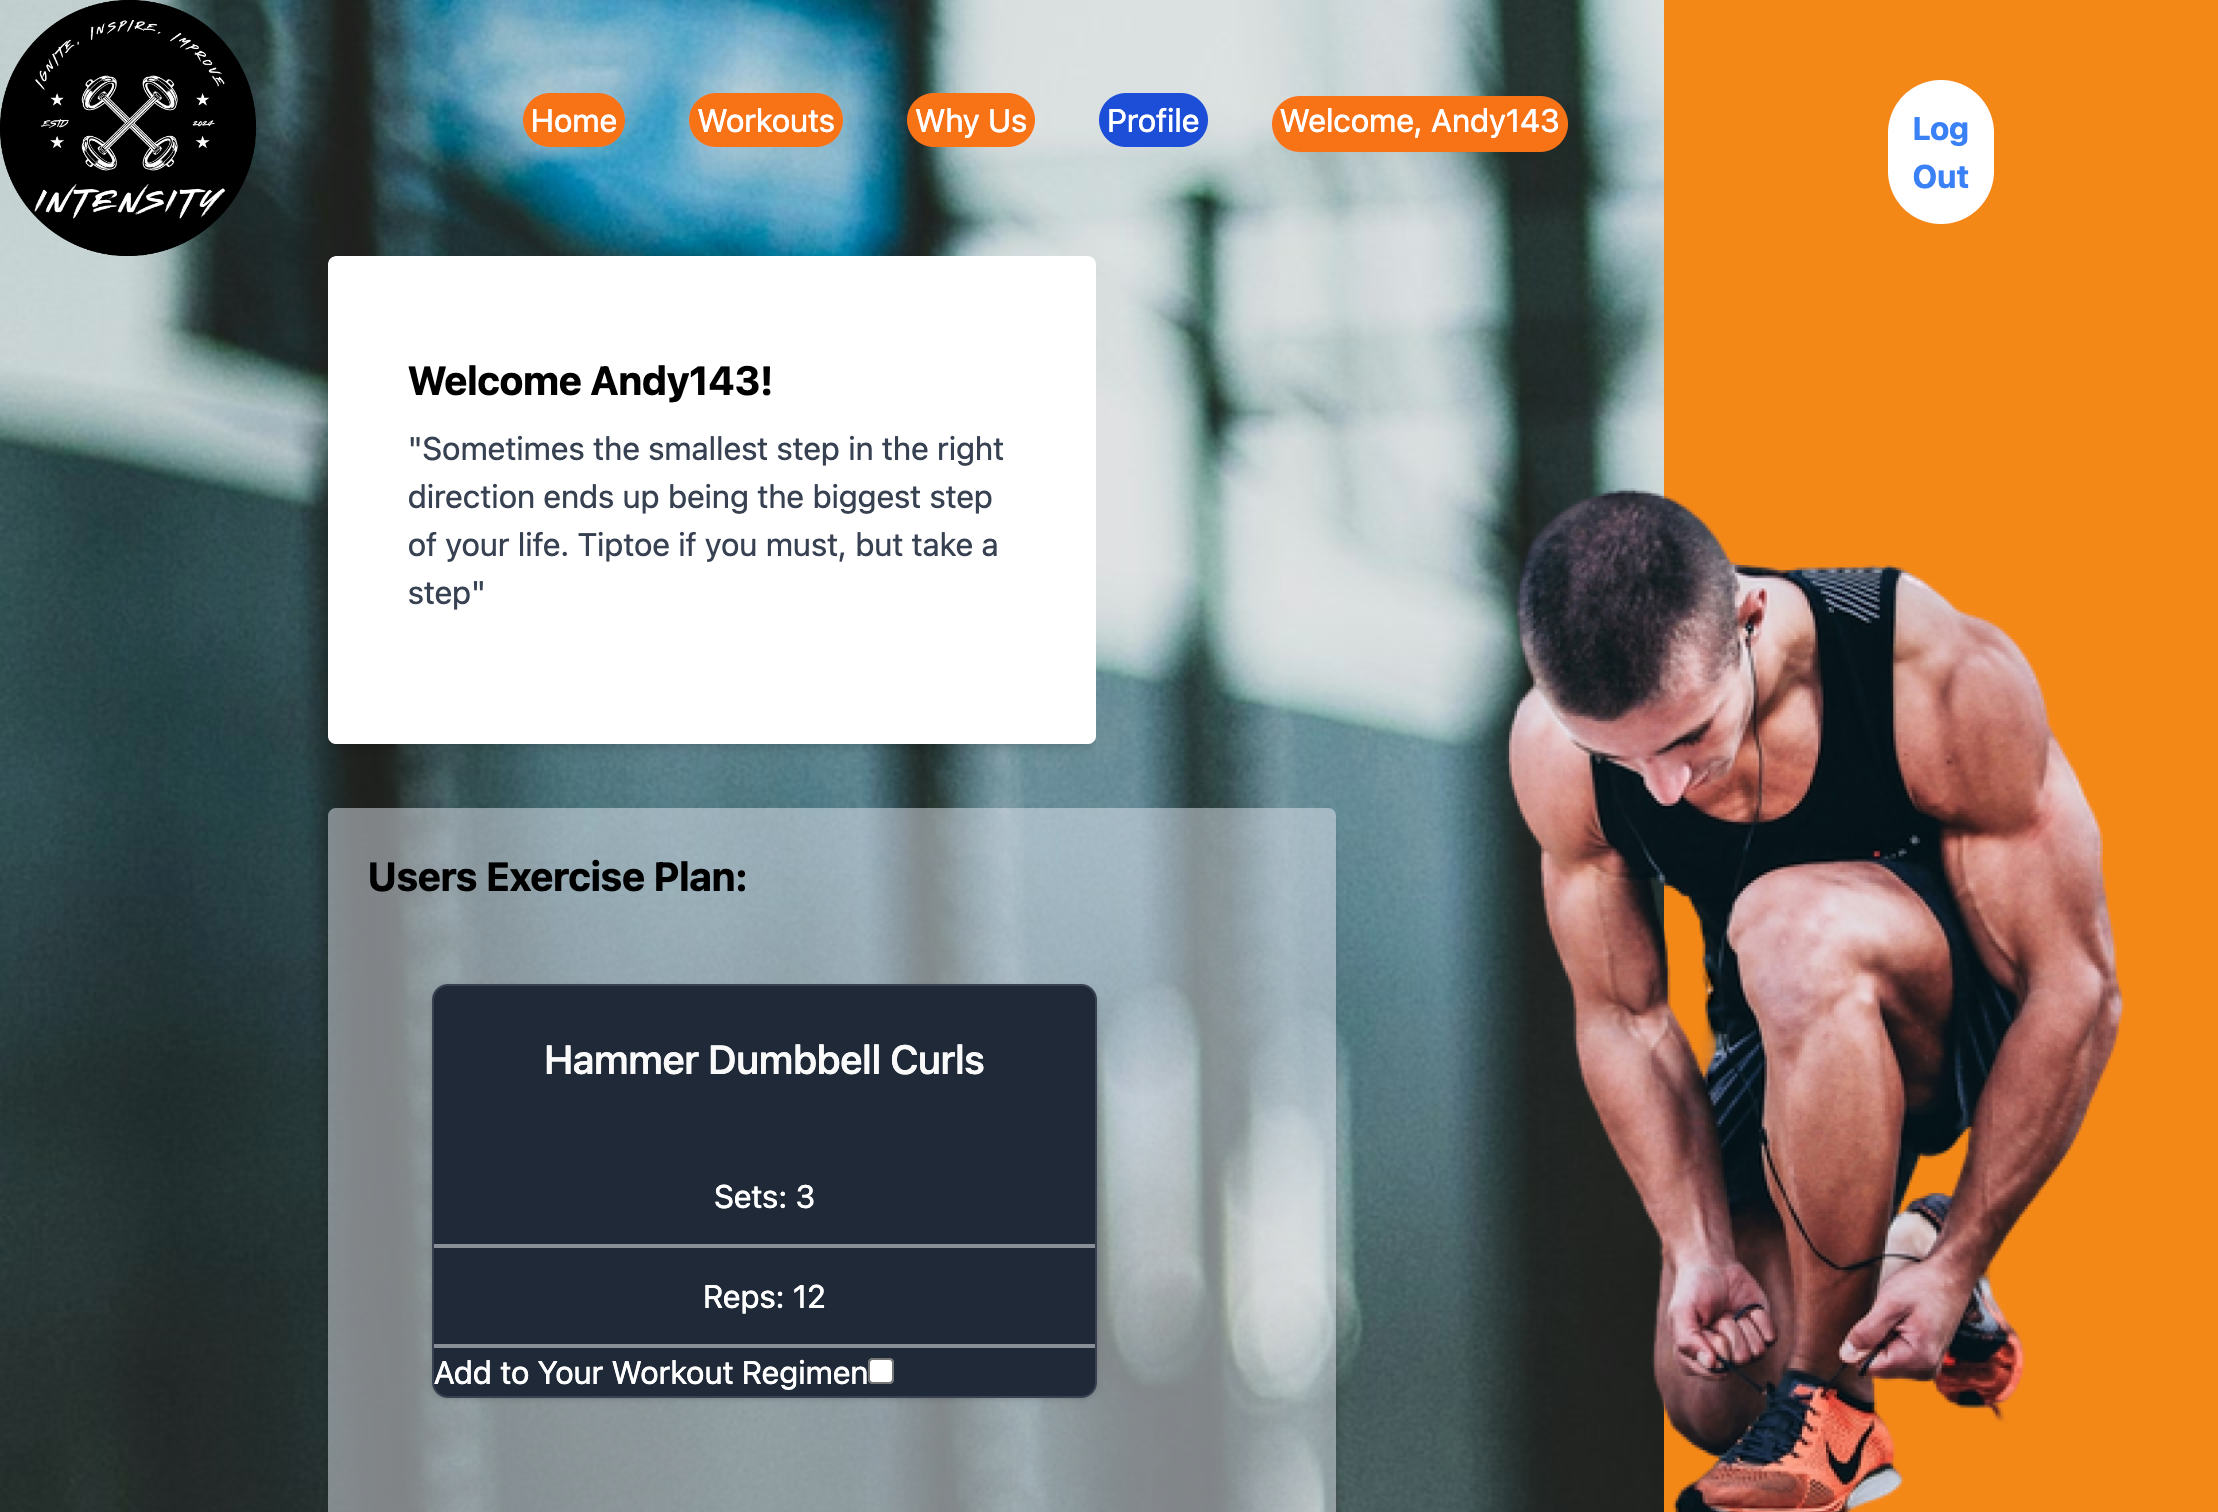 IGNITE. INSPIRE. IMPROVE
ESTD 2024
INTENSITY
Home Workouts Why Us Profile Welcome, Andy143
Log
Out
Welcome Andy143!
"Sometimes the smallest step in the right
direction ends up being the biggest step
of your life. Tiptoe if you must, but take a
step"
Users Exercise Plan:
Hammer Dumbbell Curls
Sets: 3
Reps: 12
Add to Your Workout Regimen